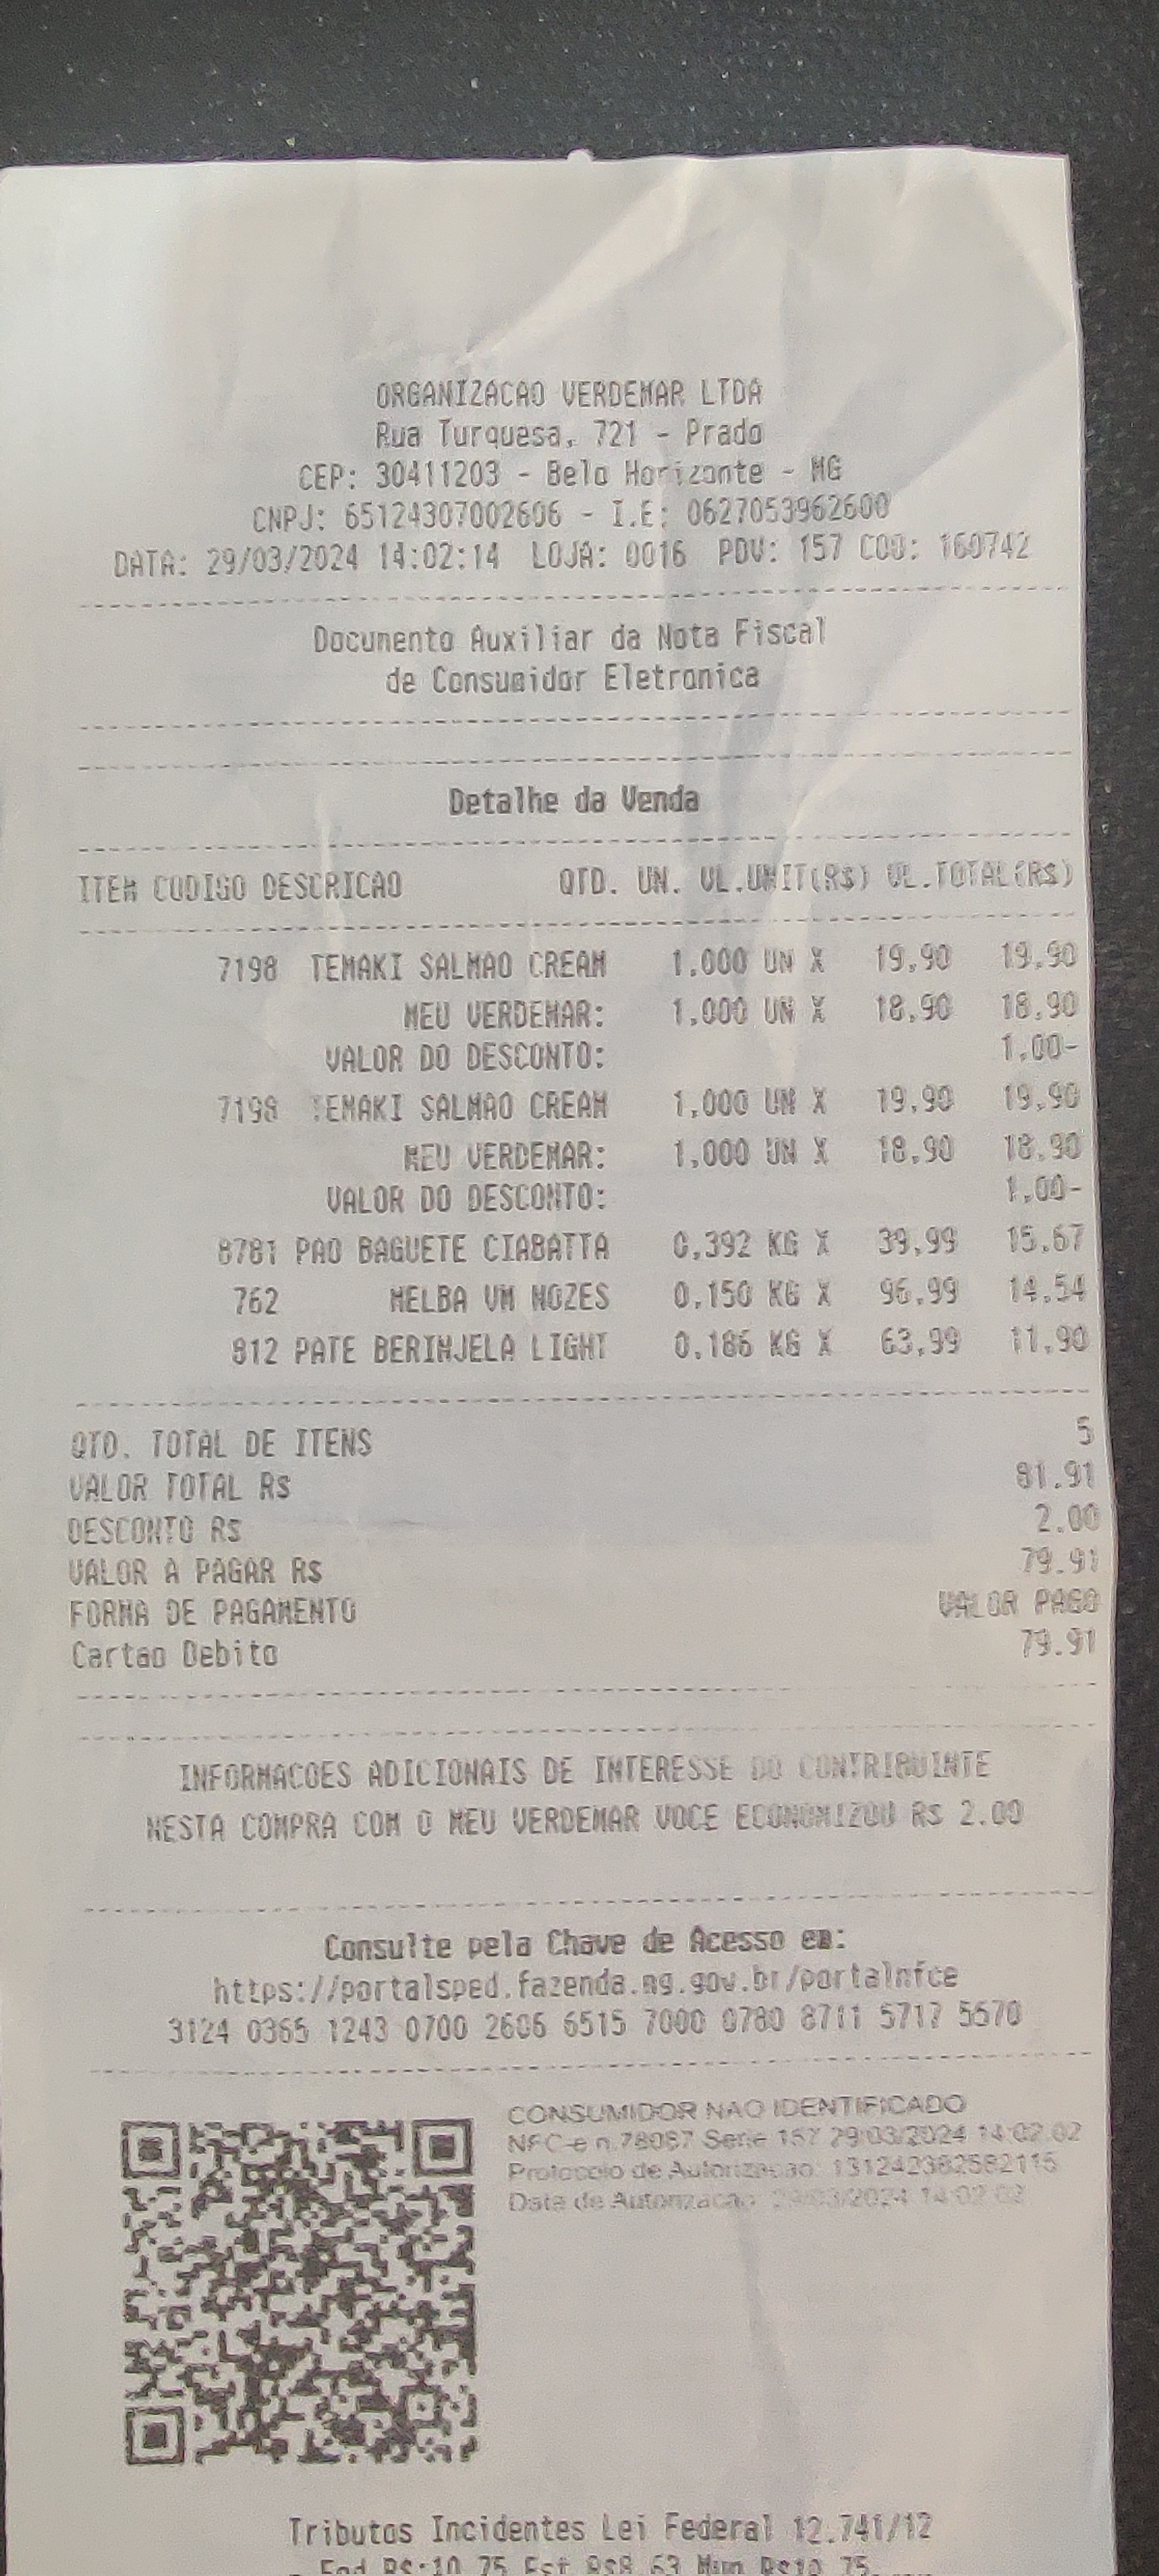 ORGANIZACAO VERDEMAR LTDA
Rua Turquesa, 721 - Prado
CEP: 30411203 - Belo Horizonte - MG
CNPJ: 65124307002606 - I.E: 0627053962600
DATA: 29/03/2024 14:02:14 LOJA: 0016 PDV: 157 COO: 160742
Documento Auxiliar da Nota Fiscal
de Consumidor Eletronica
Detalhe da Venda
ITEM CODIGO DESCRICAO QTD. UN. VL.UNIT(R$) VL.TOTAL(R$)
7198 TEMAKI SALMAO CREAM 1,000 UN X 19,90 19,90
MEU VERDEMAR: 1,000 UN X 18,90 18,90
VALOR DO DESCONTO: 1,00-
7198 TEMAKI SALMAO CREAM 1,000 UN X 19,90 19,90
MEU VERDEMAR: 1,000 UN X 18,90 18,90
VALOR DO DESCONTO: 1,00-
8781 PAO BAGUETE CIABATTA 0,392 KG X 39,99 15,67
762 MELBA VM NOZES 0,150 KG X 96,99 14,54
812 PATE BERINJELA LIGHT 0,186 KG X 63,99 11,90
QTD. TOTAL DE ITENS 5
VALOR TOTAL R$ 81.91
DESCONTO R$ 2.00
VALOR A PAGAR R$ 79.91
FORMA DE PAGAMENTO VALOR PAGO
Cartao Debito 79.91
INFORMACOES ADICIONAIS DE INTERESSE DO CONTRIBUINTE
NESTA COMPRA COM O MEU VERDEMAR VOCE ECONOMIZOU R$ 2.00
Consulte pela Chave de Acesso em:
https://portalsped.fazenda.mg.gov.br/portalnfce
3124 0365 1243 0700 2606 6515 7000 0780 8711 5717 5570
CONSUMIDOR NAO IDENTIFICADO
NFC-e n.78087 Serie 157 29/03/2024 14:02:02
Protocolo de Autorizacao: 131242382582115
Data de Autorizacao: 29/03/2024 14:02:02
Tributos Incidentes Lei Federal 12.741/12
- Fed R$:10,75 Est R$8,63 Mun R$10,75